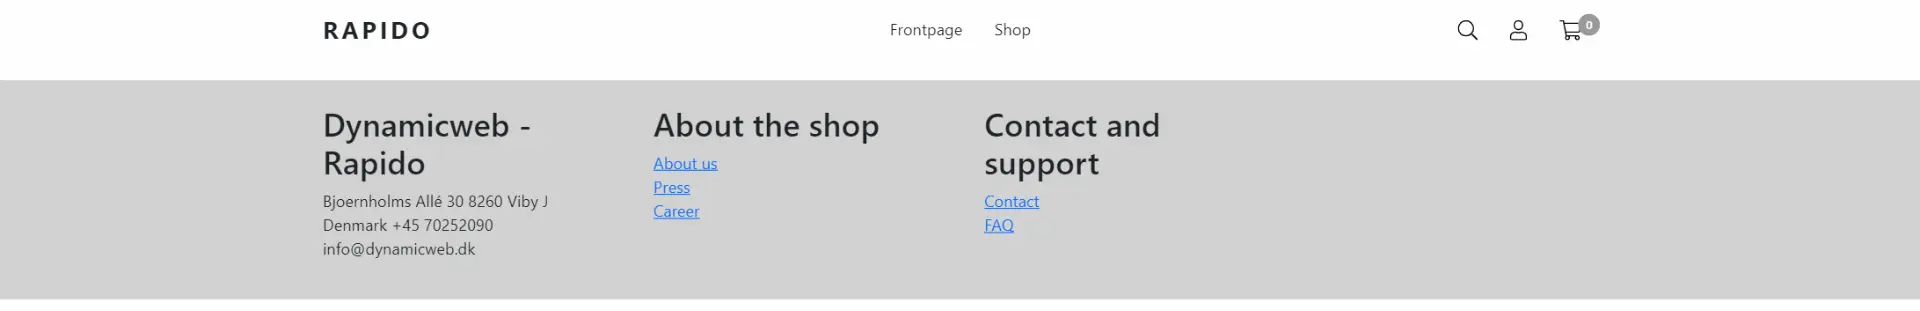 RAPIDO
Frontpage Shop
0
Dynamicweb -
Rapido
Bjoernholms Allé 30 8260 Viby J
Denmark +45 70252090
info@dynamicweb.dk
About the shop
About us
Press
Career
Contact and
support
Contact
FAQ